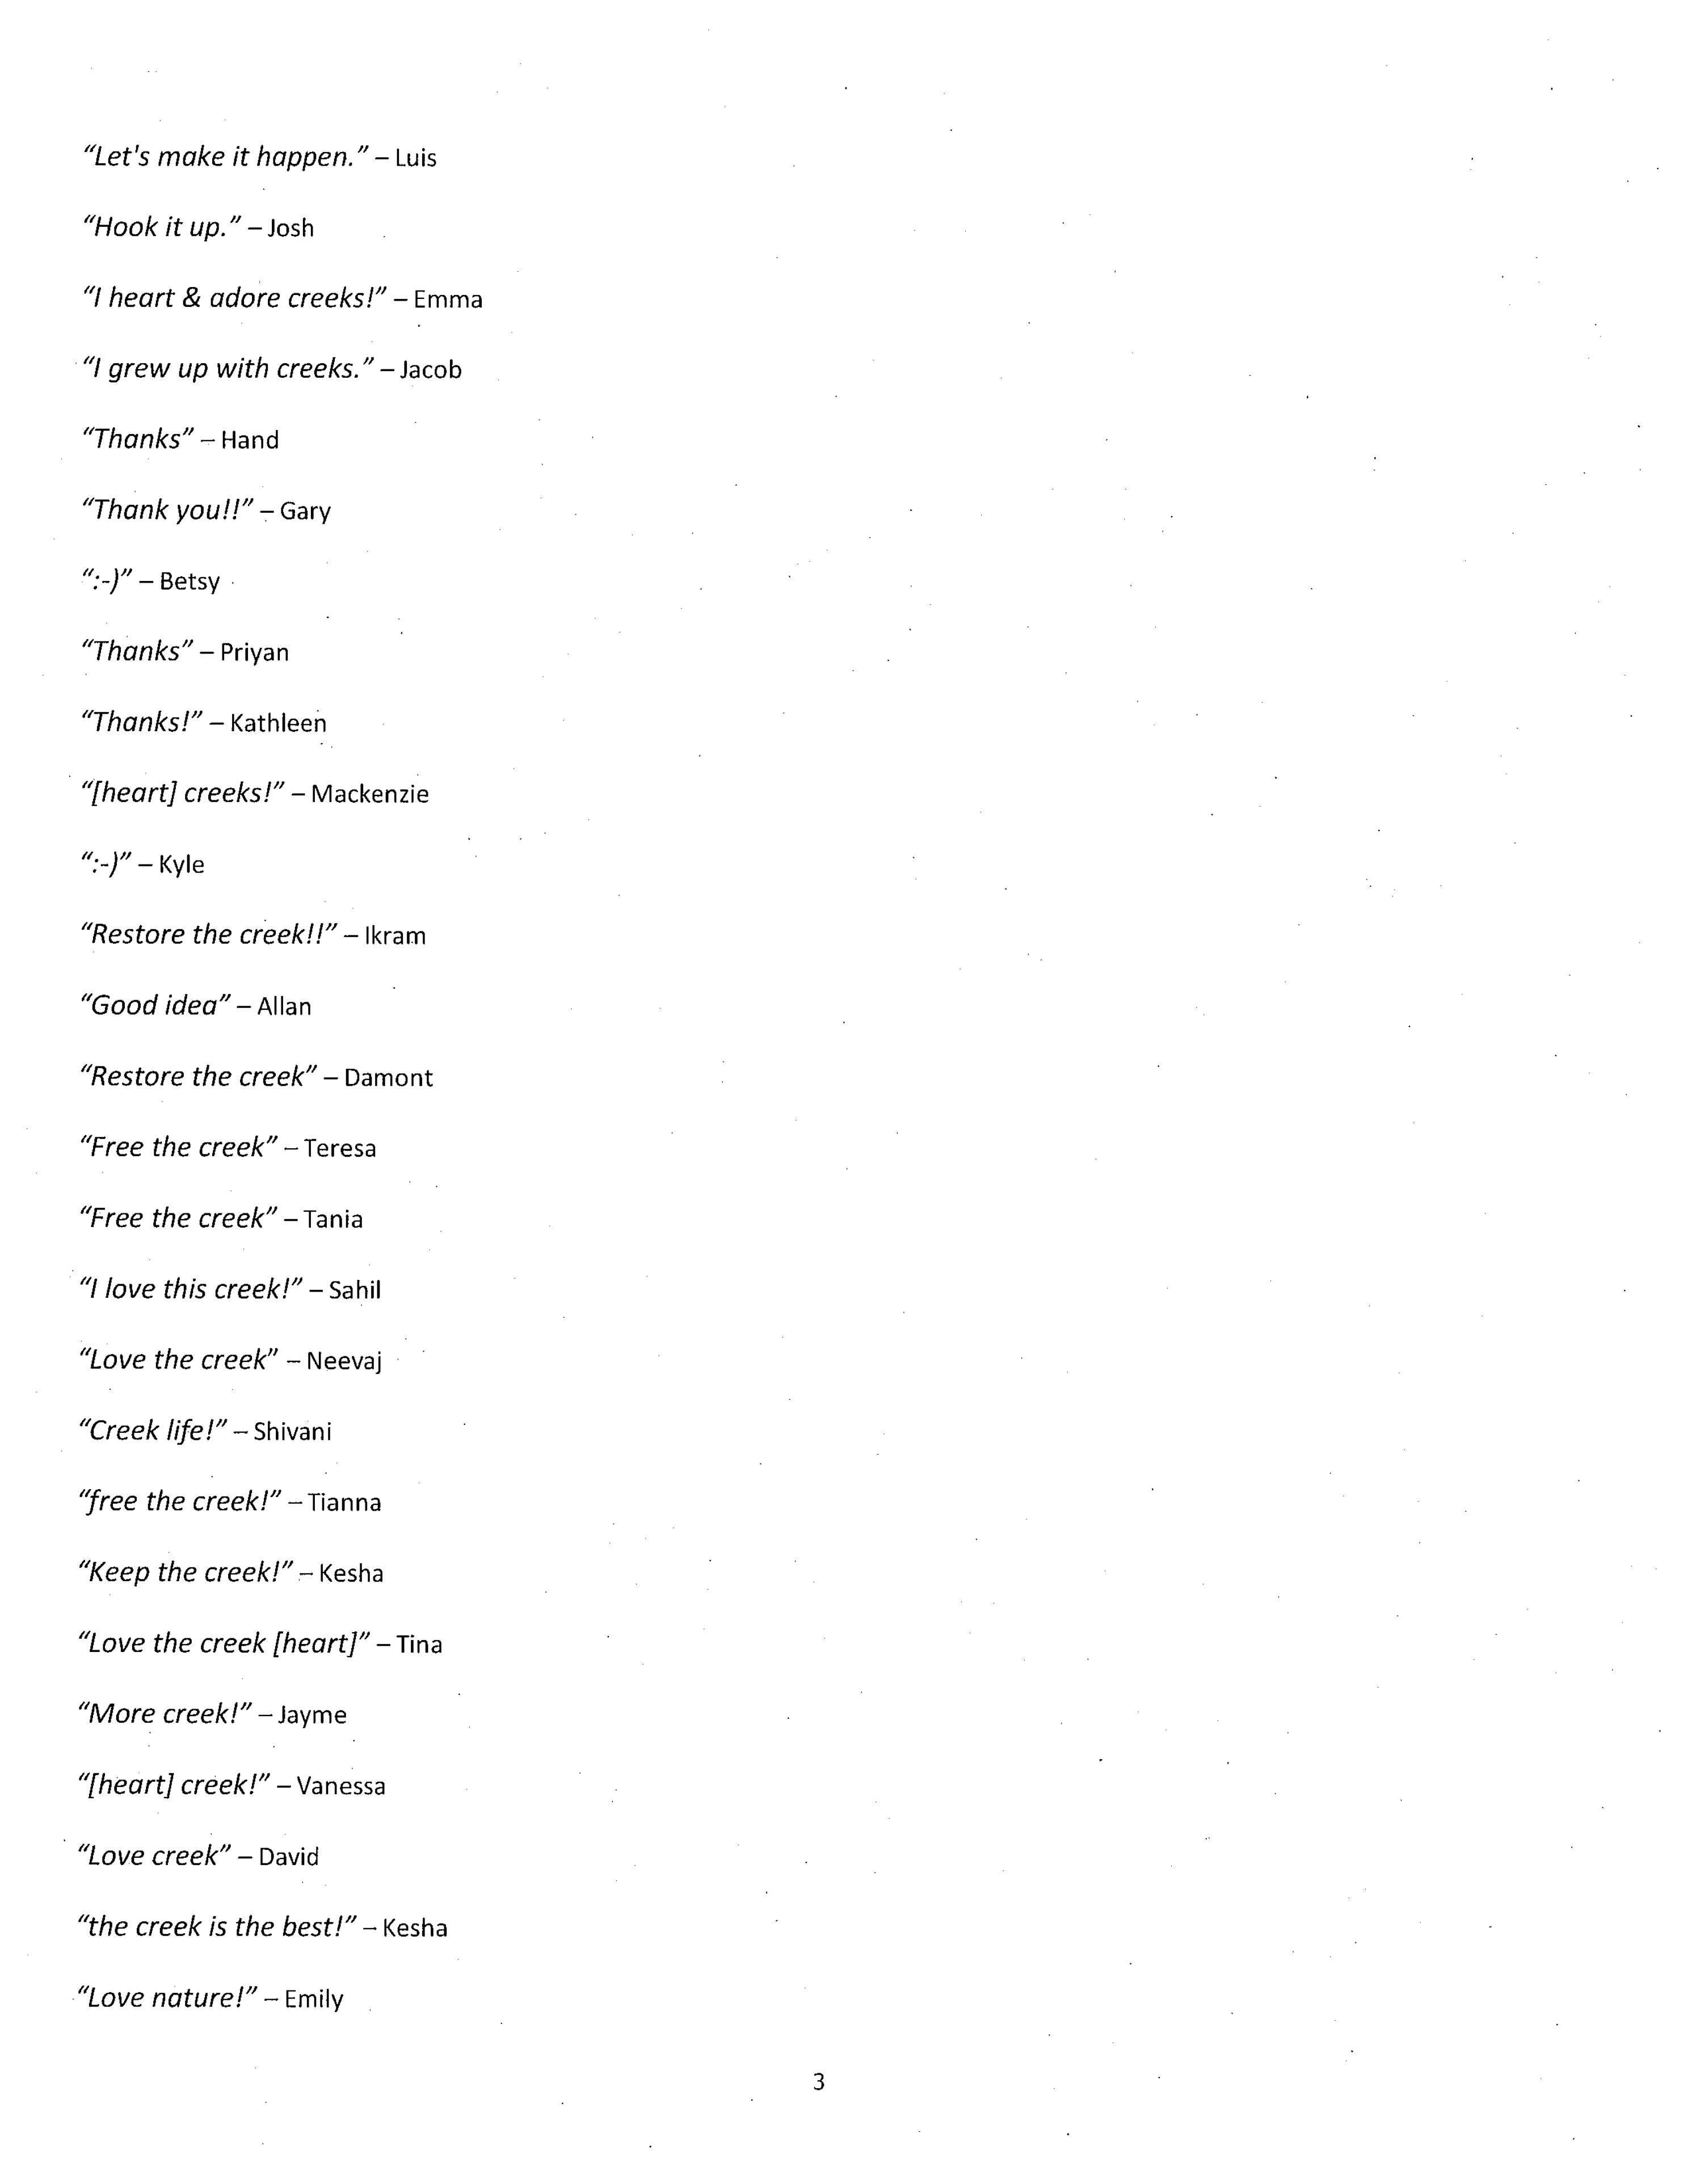 “Let's make it happen.” – Luis
“Hook it up.” – Josh
“I heart & adore creeks!” – Emma
“I grew up with creeks.” – Jacob
“Thanks” – Hand
“Thank you!!” – Gary
“:-)” – Betsy
“Thanks” – Priyan
“Thanks!” – Kathleen
“[heart] creeks!” – Mackenzie
“:-)” – Kyle
“Restore the creek!!” – Ikram
“Good idea” – Allan
“Restore the creek” – Damont
“Free the creek” – Teresa
“Free the creek” – Tania
“I love this creek!” – Sahil
“Love the creek” – Neevaj
“Creek life!” – Shivani
“free the creek!” – Tianna
“Keep the creek!” – Kesha
“Love the creek [heart]” – Tina
“More creek!” – Jayme
“[heart] creek!” – Vanessa
“Love creek” – David
“the creek is the best!” – Kesha
“Love nature!” – Emily
3